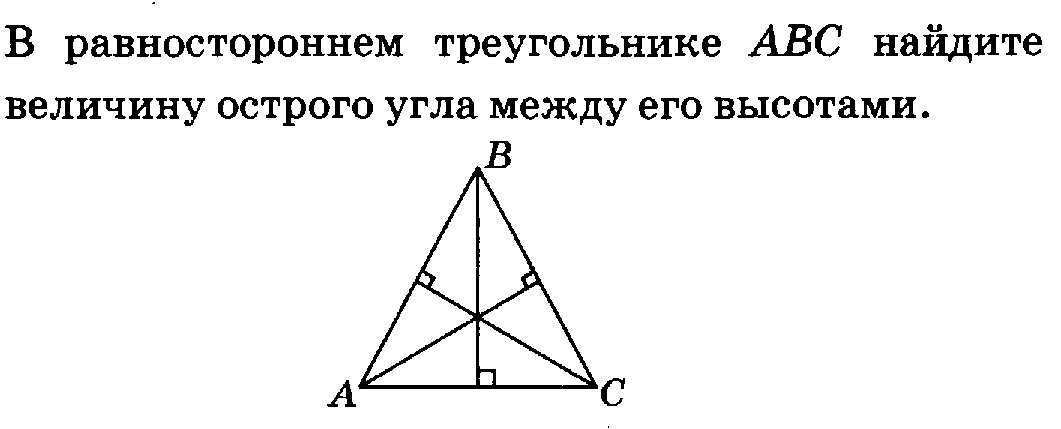 В равностороннем треугольнике ABC найдите
величину острого угла между его высотами.
B
A
C